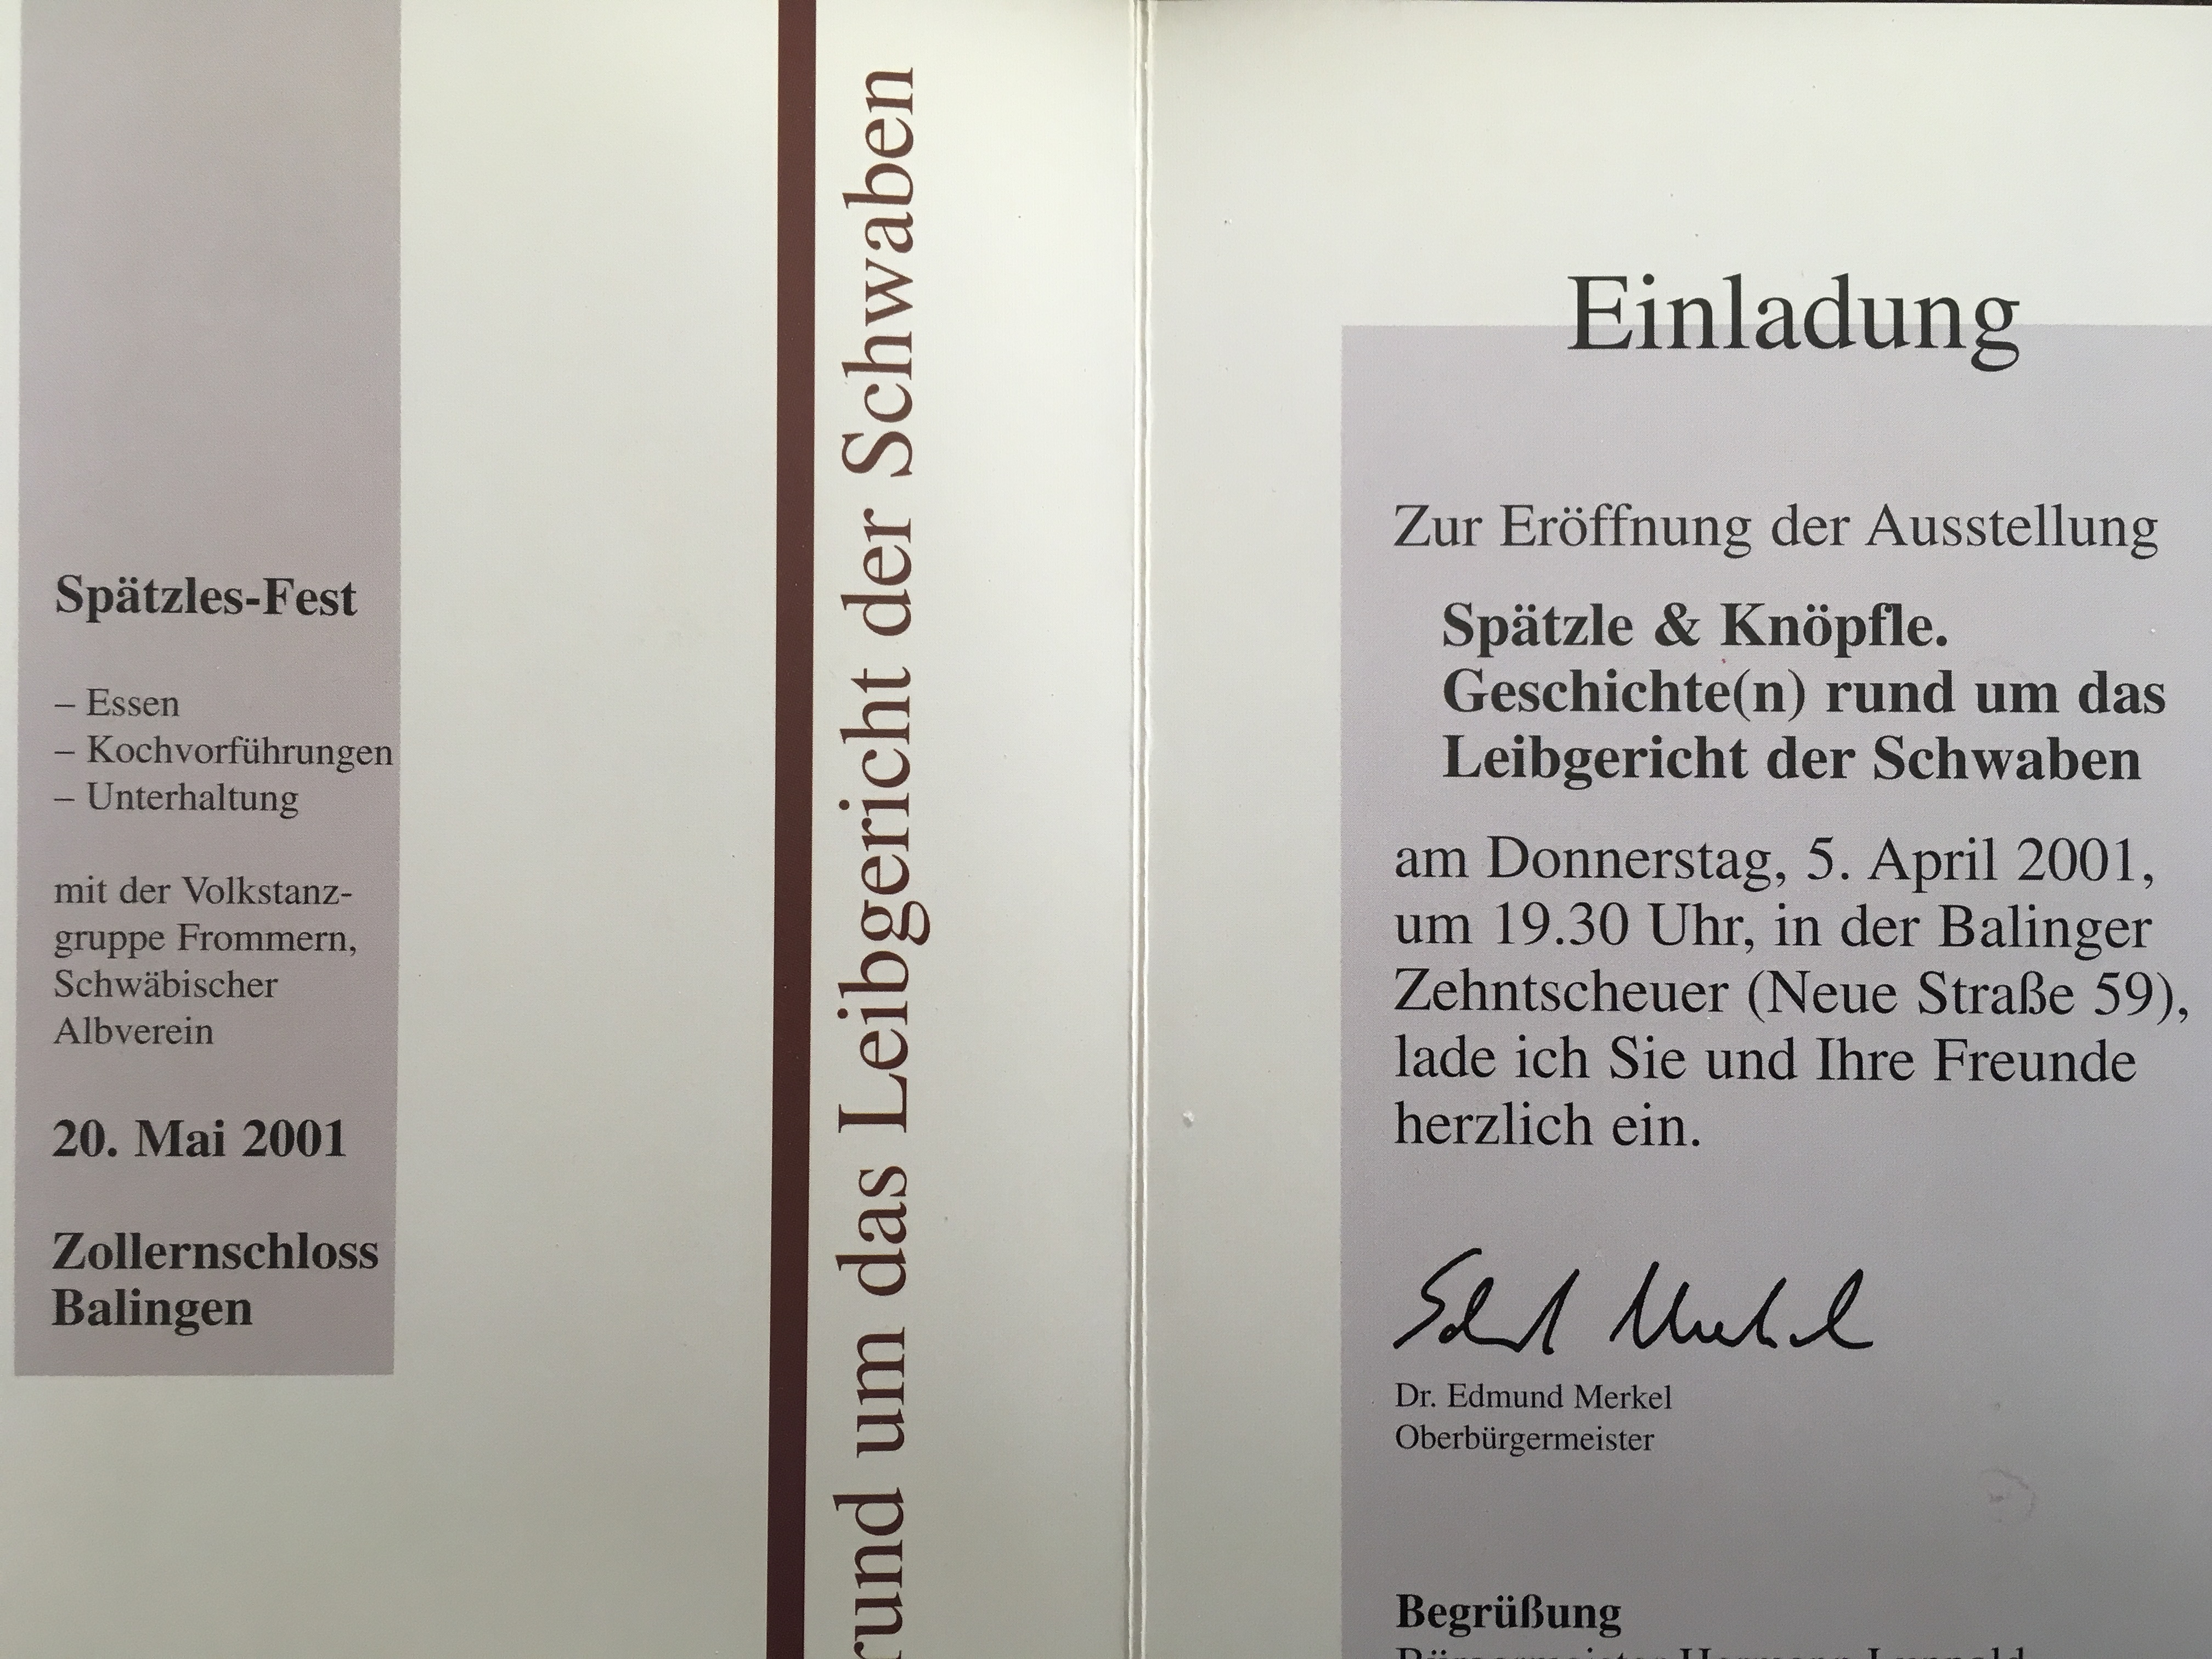 Spätzles-Fest
– Essen
– Kochvorführungen
– Unterhaltung
mit der Volkstanz-
gruppe Frommern,
Schwäbischer
Albverein
20. Mai 2001
Zollernschloss
Balingen
rund um das Leibgericht der Schwaben
Einladung
Zur Eröffnung der Ausstellung
Spätzle & Knöpfle.
Geschichte(n) rund um das
Leibgericht der Schwaben
am Donnerstag, 5. April 2001,
um 19.30 Uhr, in der Balinger
Zehntscheuer (Neue Straße 59),
lade ich Sie und Ihre Freunde
herzlich ein.
Dr. Edmund Merkel
Oberbürgermeister
Begrüßung